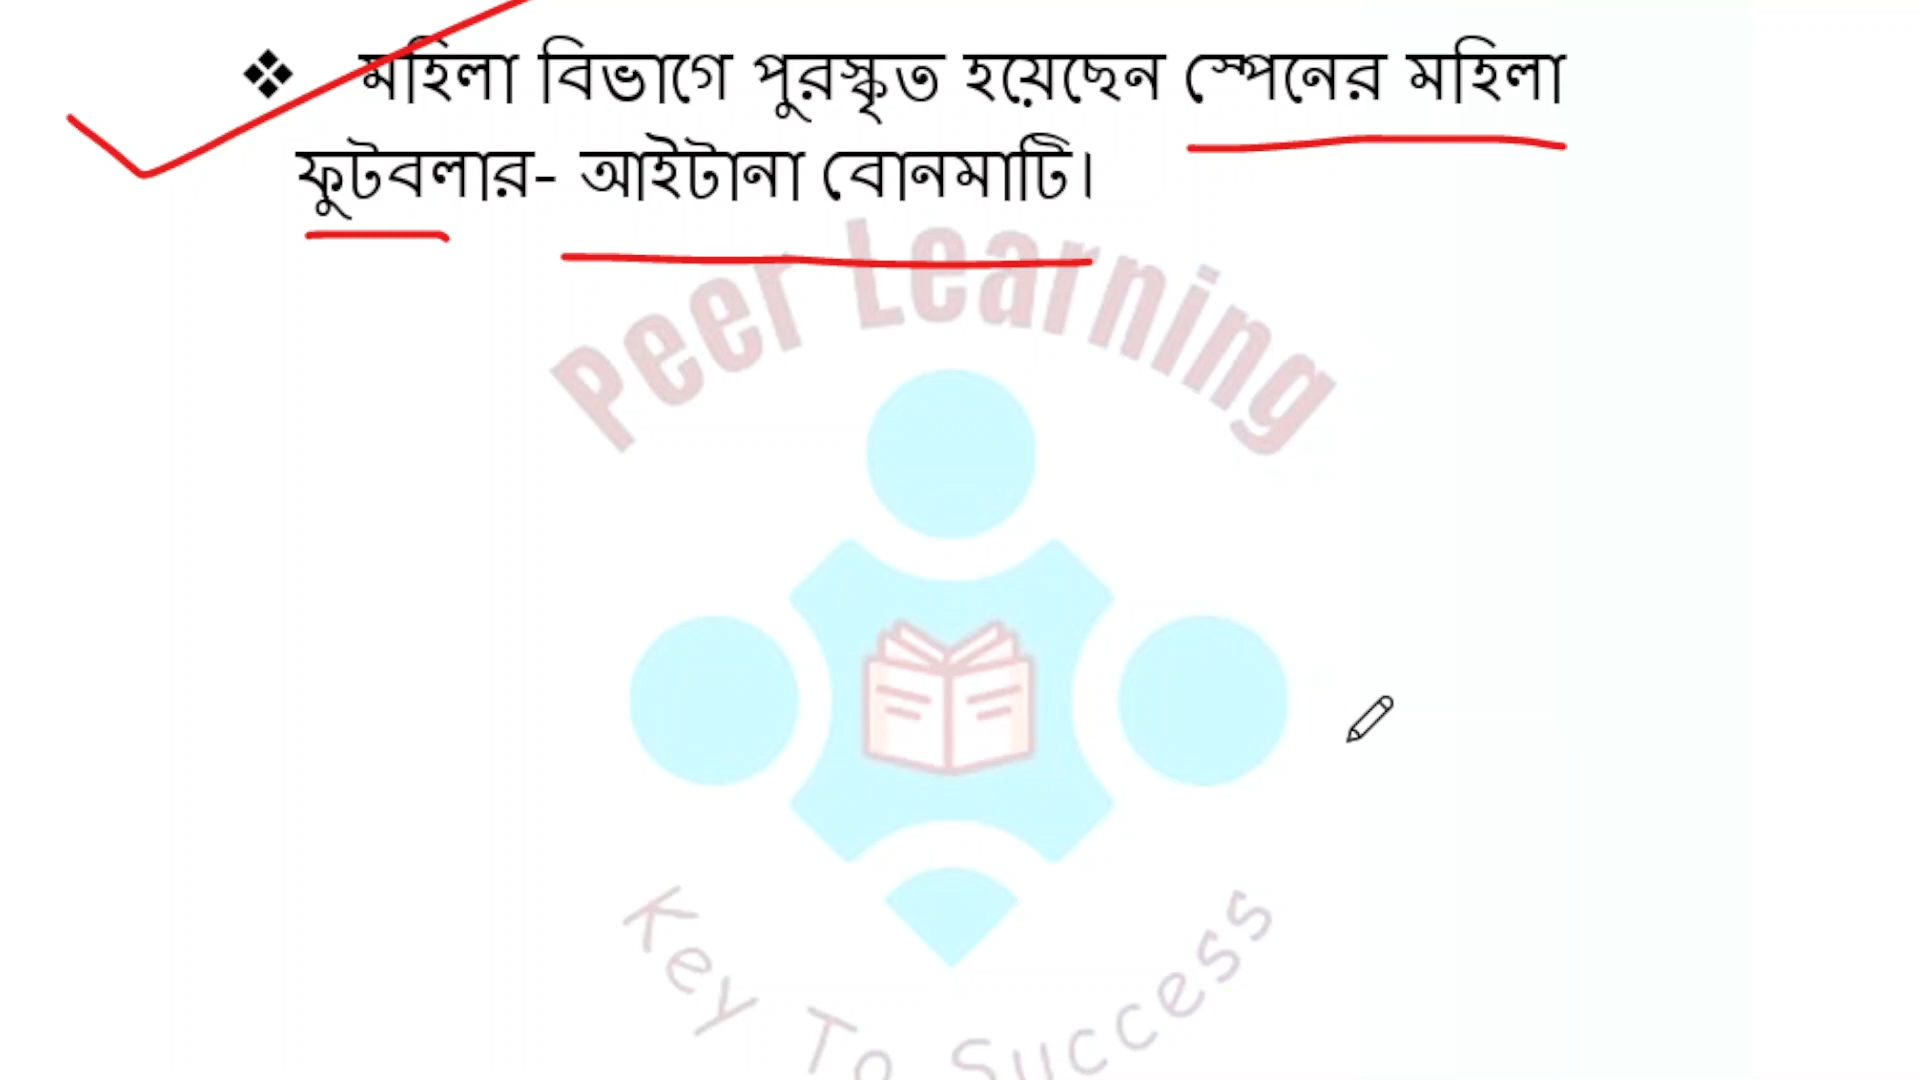 ❖ মহিলা বিভাগে পুরস্কৃত হয়েছেন স্পেনের মহিলা
ফুটবলার- আইটানা বোনমাটি।
Peer Learning
Key To Success